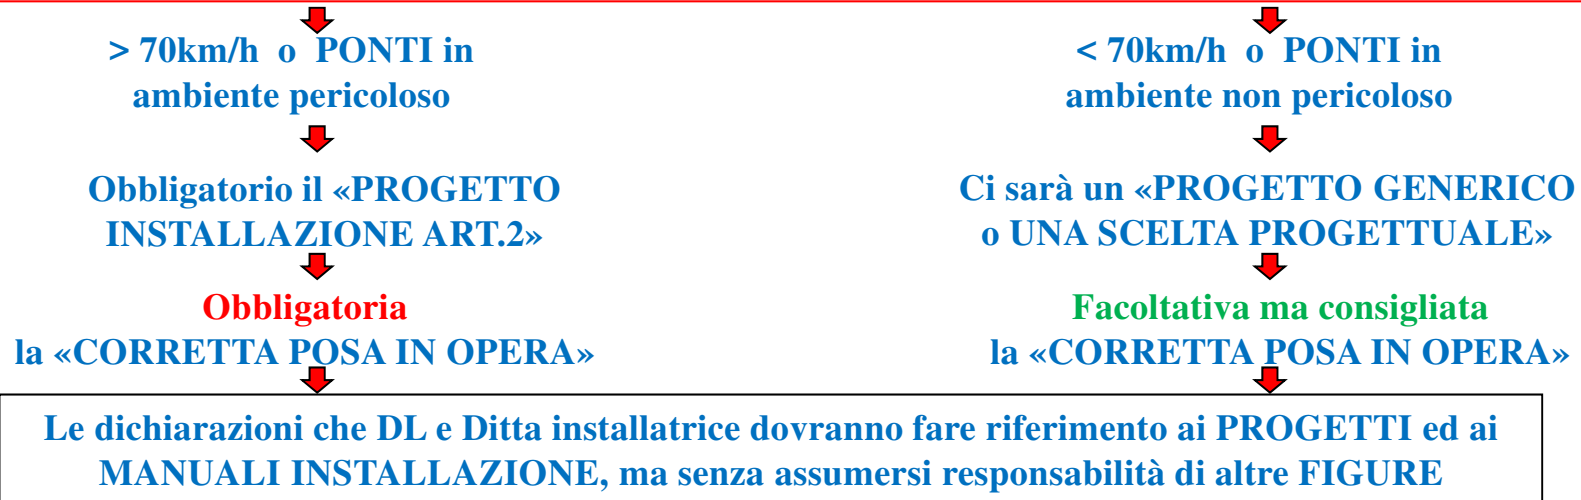 > 70km/h o PONTI in
ambiente pericoloso
Obbligatorio il «PROGETTO
INSTALLAZIONE ART.2»
Obbligatoria
la «CORRETTA POSA IN OPERA»
< 70km/h o PONTI in
ambiente non pericoloso
Ci sarà un «PROGETTO GENERICO
o UNA SCELTA PROGETTUALE»
Facoltativa ma consigliata
la «CORRETTA POSA IN OPERA»
Le dichiarazioni che DL e Ditta installatrice dovranno fare riferimento ai PROGETTI ed ai
MANUALI INSTALLAZIONE, ma senza assumersi responsabilità di altre FIGURE